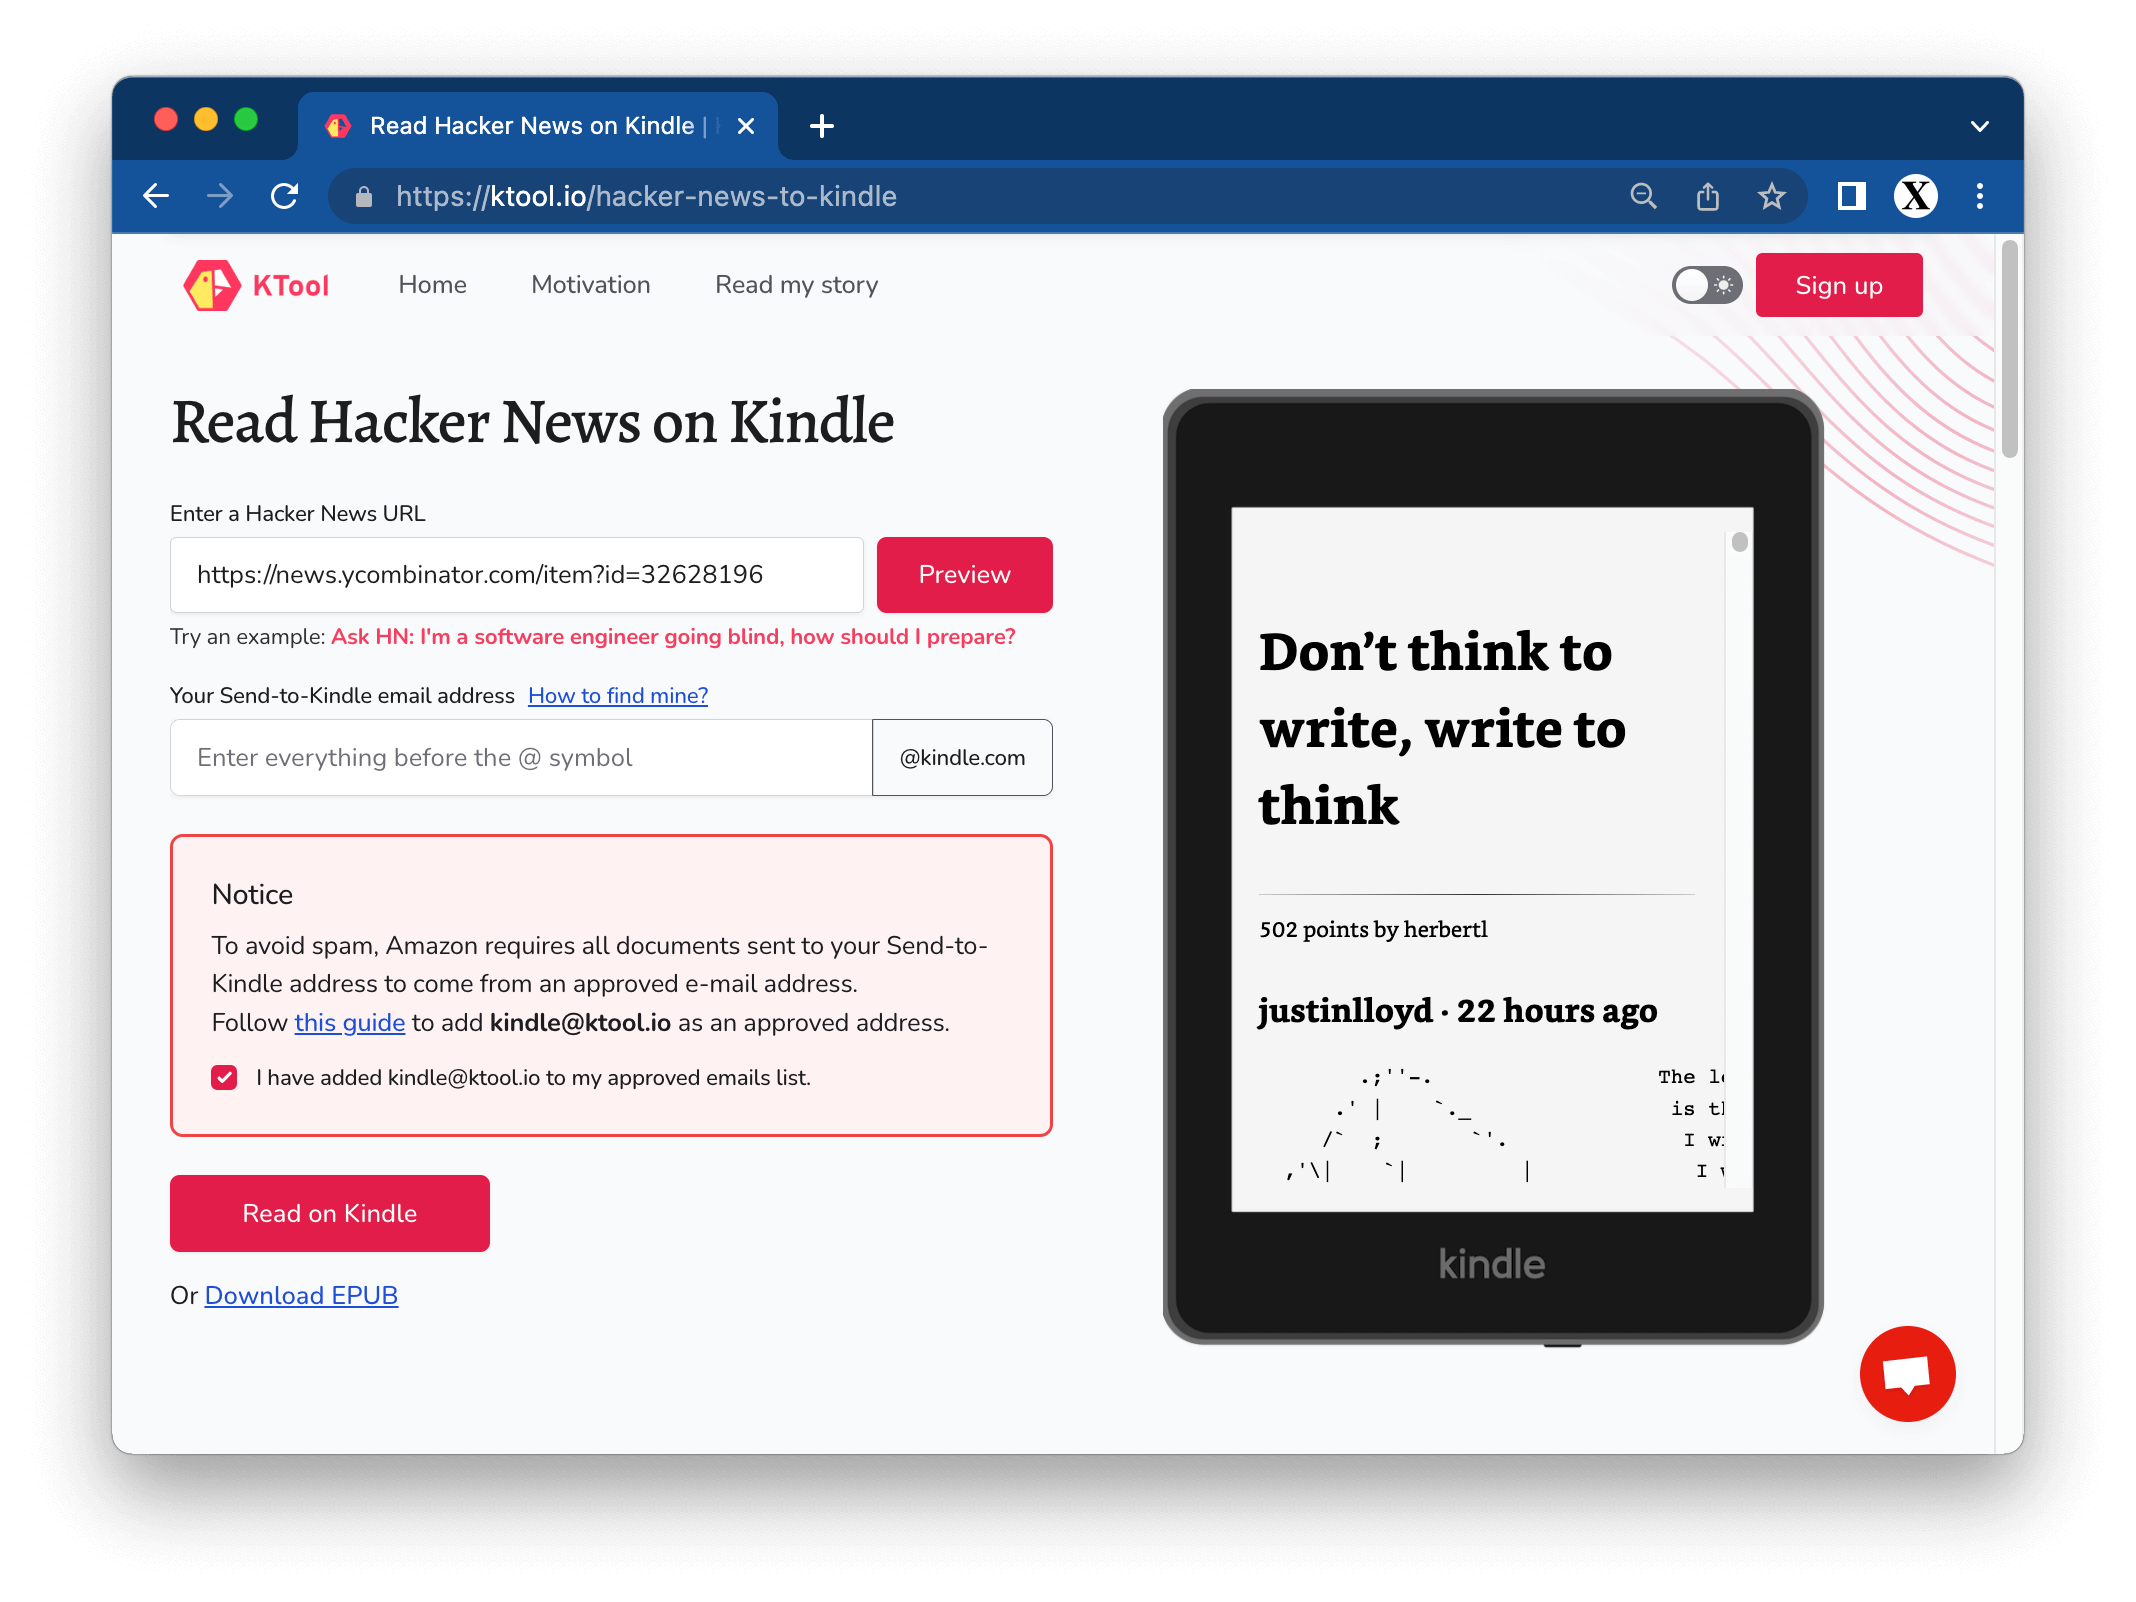 Read Hacker News on Kindle |
https://ktool.io/hacker-news-to-kindle
X
KTool
Home
Motivation
Read my story
Sign up
Read Hacker News on Kindle
Enter a Hacker News URL
https://news.ycombinator.com/item?id=32628196
Preview
Try an example: Ask HN: I'm a software engineer going blind, how should I prepare?
Your Send-to-Kindle email address How to find mine?
Enter everything before the @ symbol
@kindle.com
Notice
To avoid spam, Amazon requires all documents sent to your Send-to-
Kindle address to come from an approved e-mail address.
Follow this guide to add kindle@ktool.io as an approved address.
I have added kindle@ktool.io to my approved emails list.
Read on Kindle
Or Download EPUB
Don’t think to
write, write to
think
502 points by herbertl
justinlloyd · 22 hours ago
.;''-. The
.' | `._ is
/` ; `'. I
,'\| `| | I
kindle